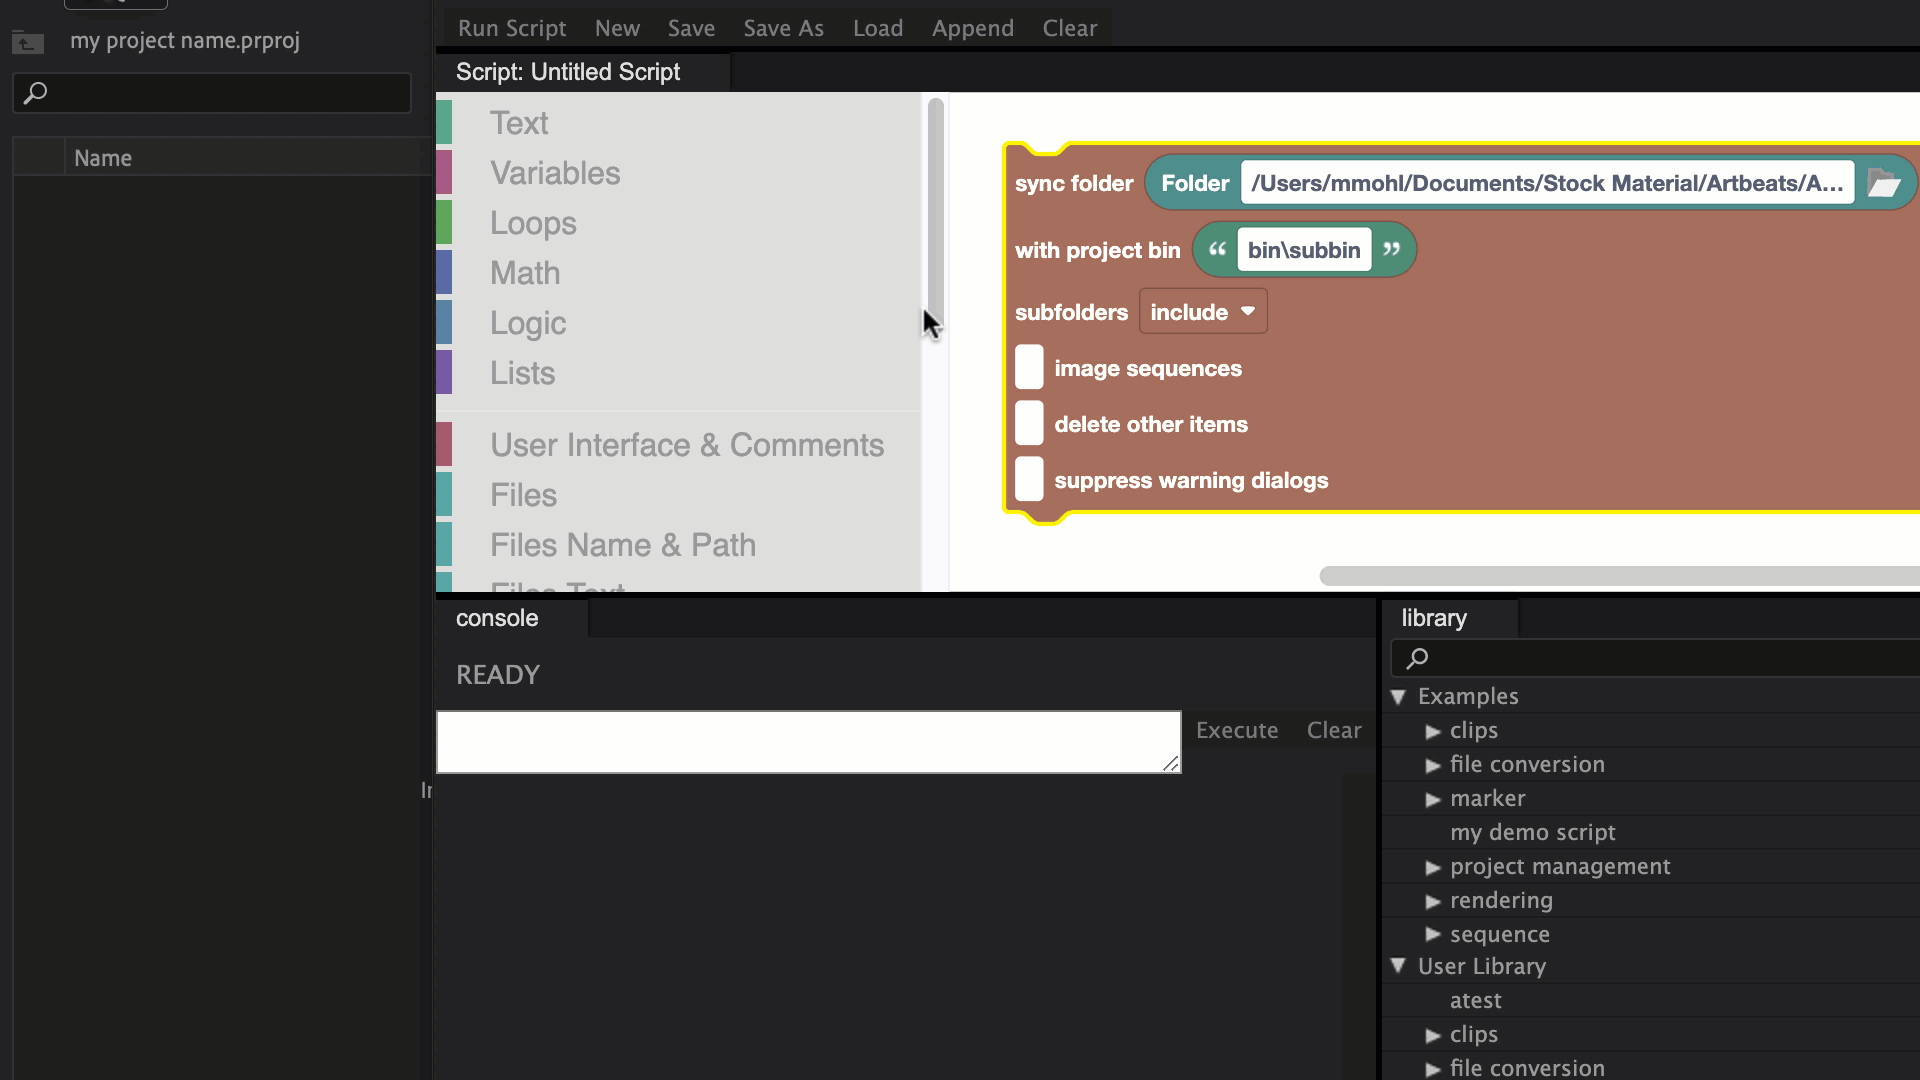 my project name.prproj
Name
Run Script New Save Save As Load Append Clear
Script: Untitled Script
Text
Variables
Loops
Math
Logic
Lists
User Interface & Comments
Files
Files Name & Path
Files Text
sync folder Folder /Users/mmohl/Documents/Stock Material/Artbeats/A...
with project bin “ bin\subbin ”
subfolders include
image sequences
delete other items
suppress warning dialogs
console
READY
Execute Clear
library
Examples
clips
file conversion
marker
my demo script
project management
rendering
sequence
User Library
atest
clips
file conversion